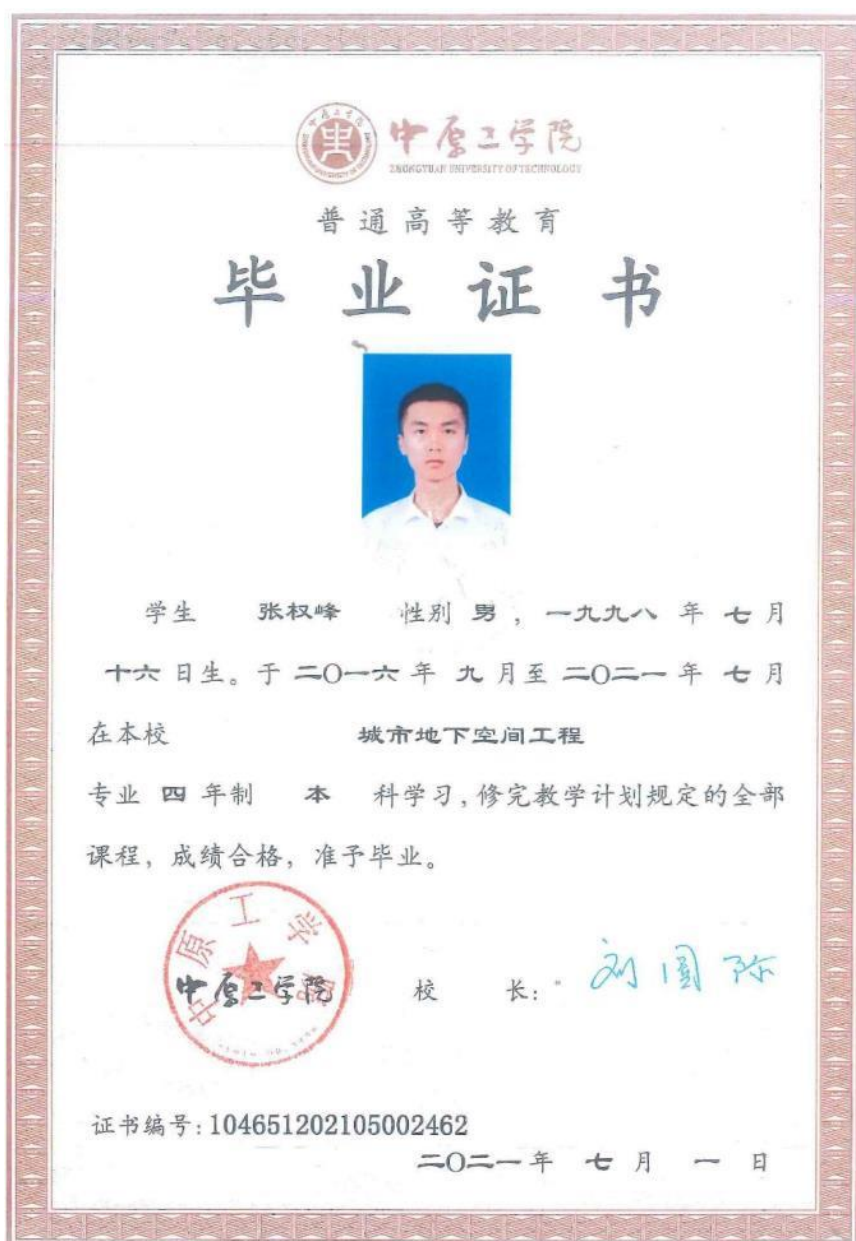 中原工学院
ZHONGYUAN UNIVERSITY OF TECHNOLOGY
普通高等教育
毕业证书
学生 张权峰 性别 男，一九九八 年 七 月
十六 日生。于 二〇一六 年 九 月至 二〇二一 年 七 月
在本校 城市地下空间工程
专业 四 年制 本 科学习，修完教学计划规定的全部
课程，成绩合格，准予毕业。
中原工学院
中原工学院 校 长： 刘国际
证书编号：104651202105002462
二〇二一 年 七 月 一 日